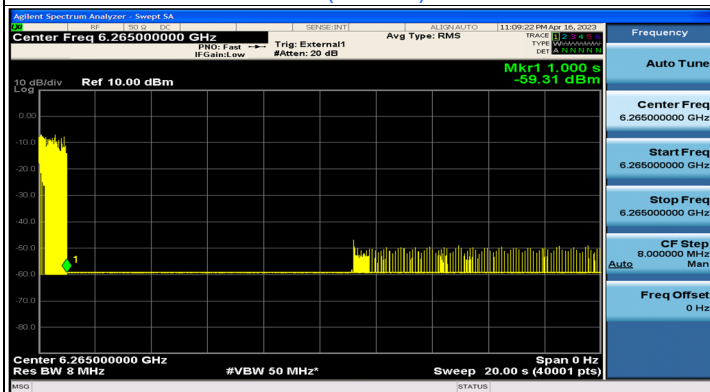 Agilent Spectrum Analyzer - Swept SA
RF 50 Ω DC SENSE:INT ALIGN AUTO 11:09:22 PM Apr 16, 2023
Center Freq 6.265000000 GHz
PNO: Fast
IFGain:Low
Trig: External1
#Atten: 20 dB
Avg Type: RMS
TRACE 1 2 3 4 5 6
TYPE
DET A N N N N N
Mkr1 1.000 s
-59.31 dBm
10 dB/div Ref 10.00 dBm
Log
0.00
-10.0
-20.0
-30.0
-40.0
-50.0
-60.0
-70.0
-80.0
1
Center 6.265000000 GHz Span 0 Hz
Res BW 8 MHz #VBW 50 MHz* Sweep 20.00 s (40001 pts)
MSG STATUS
Frequency
Auto Tune
Center Freq
6.265000000 GHz
Start Freq
6.265000000 GHz
Stop Freq
6.265000000 GHz
CF Step
8.000000 MHz
Auto Man
Freq Offset
0 Hz